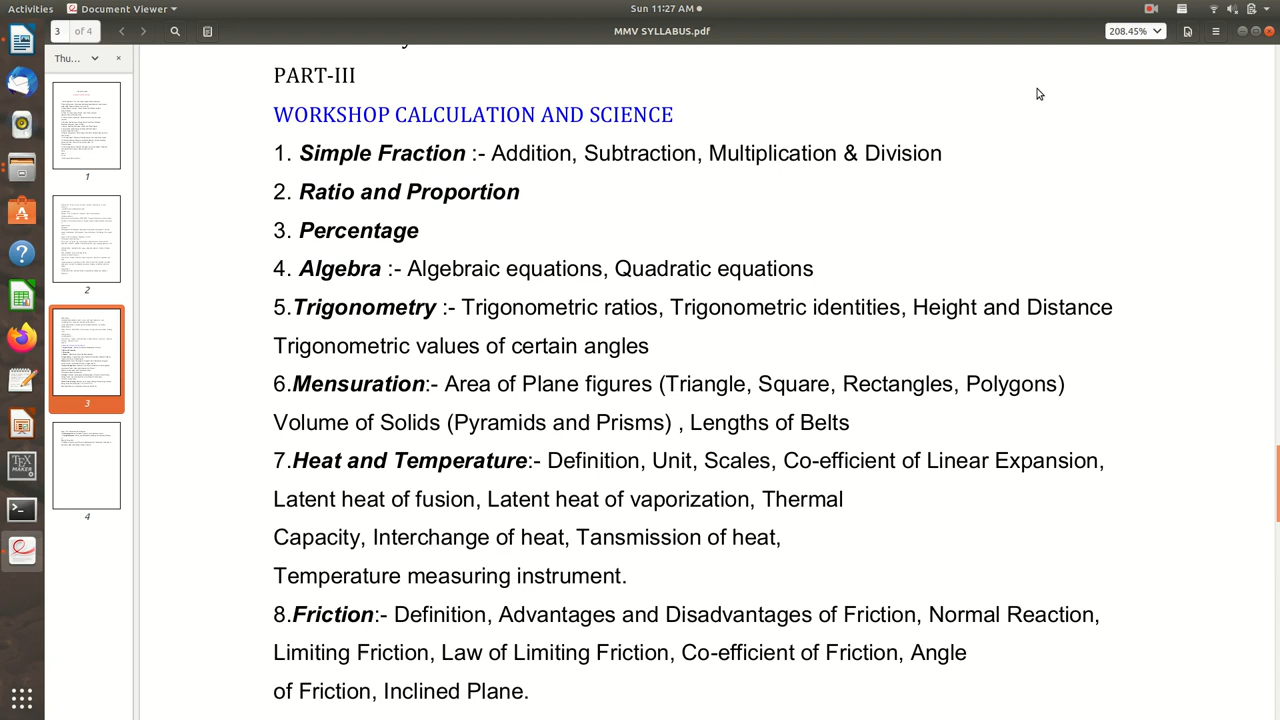 Activities
Document Viewer
Sun 11:27 AM
3 of 4
MMV SYLLABUS.pdf
208.45%
Thu...
1
2
3
4
PART-III
WORKSHOP CALCULATION AND SCIENCE
1. Simple Fraction :- Addition, Subtraction, Multiplication & Division
2. Ratio and Proportion
3. Percentage
4. Algebra :- Algebraic equations, Quadratic equations
5.Trigonometry :- Trigonometric ratios, Trigonometric identities, Height and Distance
Trigonometric values of certain angles
6.Mensuration:- Area of Plane figures (Triangle, Square, Rectangles, Polygons)
Volume of Solids (Pyramids and Prisms) , Lengths of Belts
7.Heat and Temperature:- Definition, Unit, Scales, Co-efficient of Linear Expansion,
Latent heat of fusion, Latent heat of vaporization, Thermal
Capacity, Interchange of heat, Tansmission of heat,
Temperature measuring instrument.
8.Friction:- Definition, Advantages and Disadvantages of Friction, Normal Reaction,
Limiting Friction, Law of Limiting Friction, Co-efficient of Friction, Angle
of Friction, Inclined Plane.